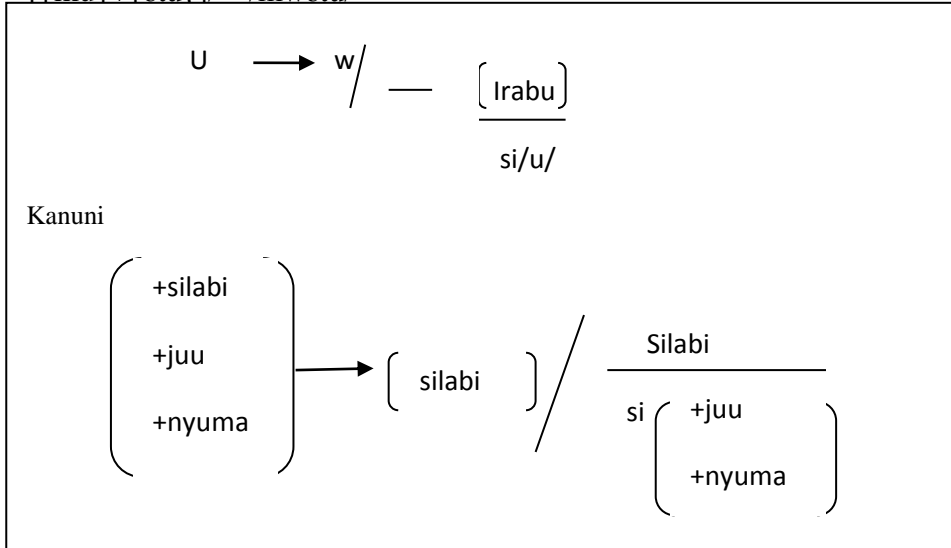 U → w / — [Irabu]
si/u/
Kanuni
+silabi
+juu
+nyuma
→ [silabi] /
Silabi
si
+juu
+nyuma